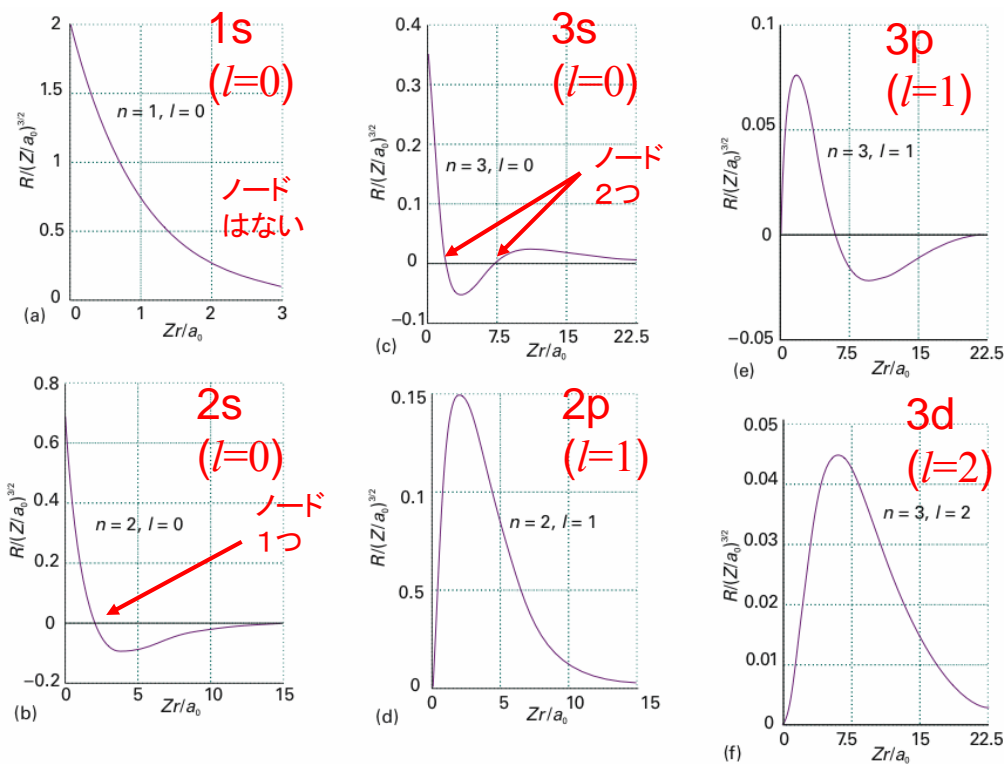 1s
(l=0)
n = 1, l = 0
ノード
はない
R/(Z/a₀)^3/2
2
1.5
1
0.5
0
0
1
2
3
(a)
Zr/a₀
3s
(l=0)
n = 3, l = 0
ノード
２つ
R/(Z/a₀)^3/2
0.4
0.3
0.2
0.1
0
−0.1
0
7.5
15
22.5
(c)
Zr/a₀
3p
(l=1)
n = 3, l = 1
R/(Z/a₀)^3/2
0.1
0.05
0
−0.05
0
7.5
15
22.5
(e)
Zr/a₀
2s
(l=0)
n = 2, l = 0
ノード
１つ
R/(Z/a₀)^3/2
0.8
0.6
0.4
0.2
0
−0.2
0
5
10
15
(b)
Zr/a₀
2p
(l=1)
n = 2, l = 1
R/(Z/a₀)^3/2
0.15
0.15
0.5
0
0
5
10
15
(d)
Zr/a₀
3d
(l=2)
n = 3, l = 2
R/(Z/a₀)^3/2
0.05
0.04
0.03
0.02
0.01
0
0
7.5
15
22.5
(f)
Zr/a₀